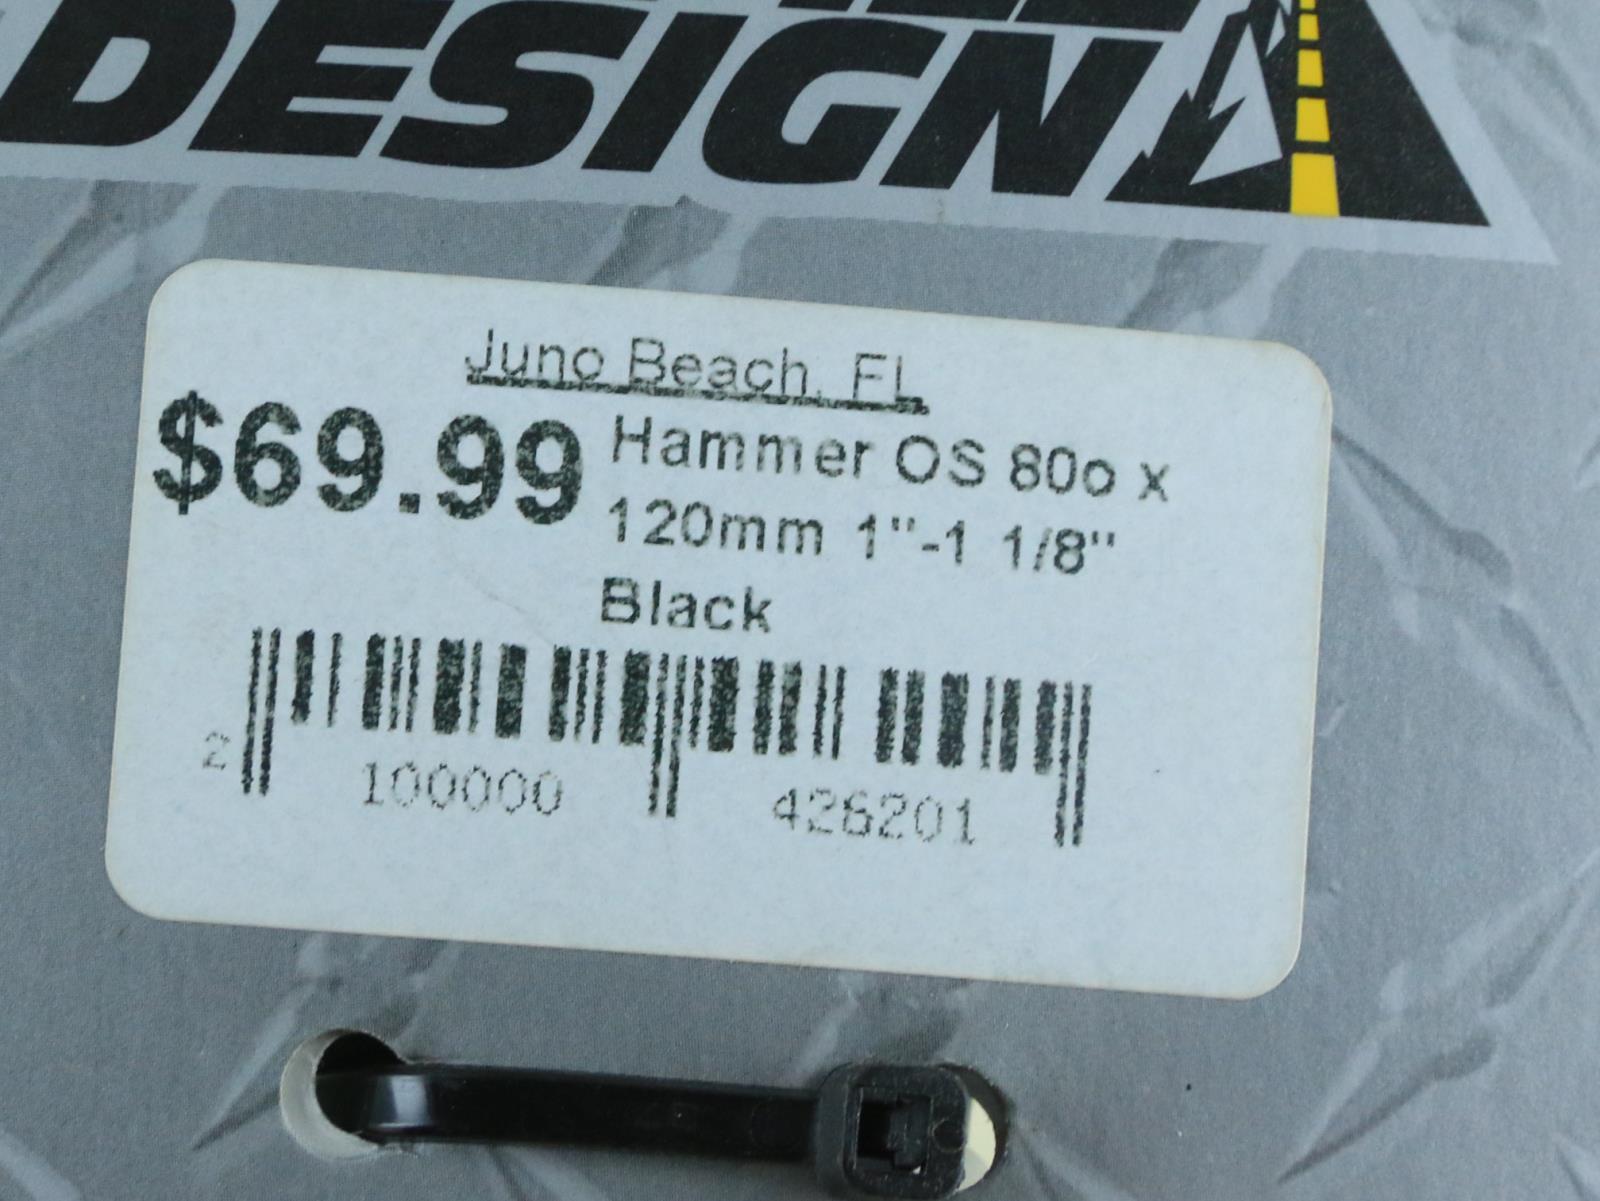 DESIGN
Juno Beach, FL
$69.99 Hammer OS 80o x
120mm 1"-1 1/8"
Black
2 100000 426201